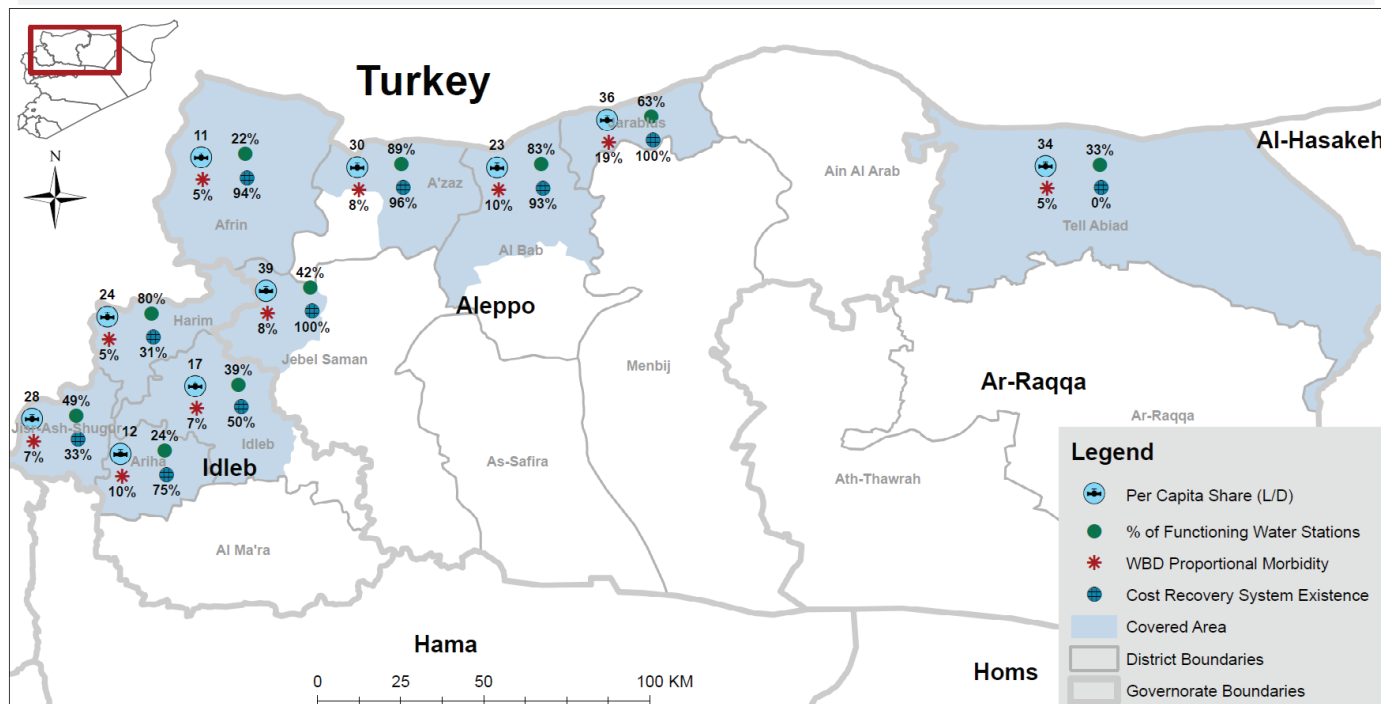 Turkey
N
Al-Hasakeh
11
22%
5%
94%
Afrin
30
89%
A'zaz
8%
96%
23
83%
10%
93%
Al Bab
36
63%
Jarablus
19%
100%
Ain Al Arab
34
33%
5%
0%
Tell Abiad
39
42%
8%
100%
Jebel Saman
Aleppo
24
80%
Harim
5%
31%
17
39%
7%
50%
Idleb
28
49%
Jisr-Ash-Shugur
7%
33%
12
24%
Ariha
10%
75%
Idleb
Menbij
Ar-Raqqa
Ar-Raqqa
As-Safira
Ath-Thawrah
Al Ma'ra
Hama
Homs
0 25 50 100 KM
Legend
Per Capita Share (L/D)
% of Functioning Water Stations
WBD Proportional Morbidity
Cost Recovery System Existence
Covered Area
District Boundaries
Governorate Boundaries